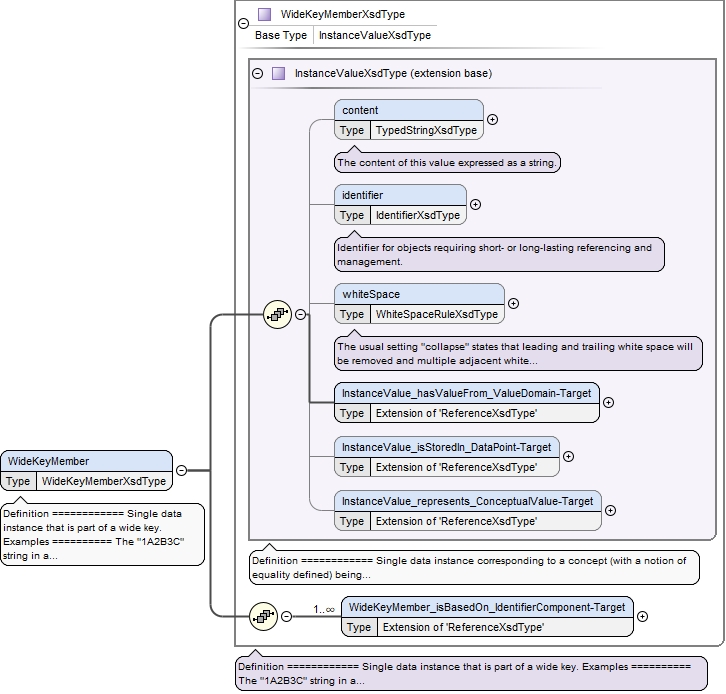 WideKeyMemberXsdType
Base Type InstanceValueXsdType
InstanceValueXsdType (extension base)
content
Type TypedStringXsdType
The content of this value expressed as a string.
identifier
Type IdentifierXsdType
Identifier for objects requiring short- or long-lasting referencing and
management.
whiteSpace
Type WhiteSpaceRuleXsdType
The usual setting "collapse" states that leading and trailing white space will
be removed and multiple adjacent white...
InstanceValue_hasValueFrom_ValueDomain-Target
Type Extension of 'ReferenceXsdType'
InstanceValue_isStoredIn_DataPoint-Target
Type Extension of 'ReferenceXsdType'
InstanceValue_represents_ConceptualValue-Target
Type Extension of 'ReferenceXsdType'
WideKeyMember
Type WideKeyMemberXsdType
Definition ============ Single data
instance that is part of a wide key.
Examples ========== The "1A2B3C"
string in a...
Definition ============ Single data instance corresponding to a concept (with a notion of
equality defined) being...
1..∞
WideKeyMember_isBasedOn_IdentifierComponent-Target
Type Extension of 'ReferenceXsdType'
Definition ============ Single data instance that is part of a wide key. Examples ==========
The "1A2B3C" string in a...